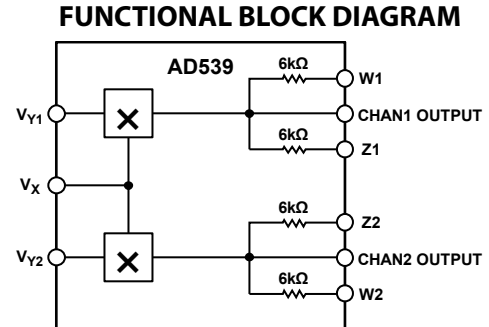 FUNCTIONAL BLOCK DIAGRAM
AD539
6kΩ
W1
VY1
×
CHAN1 OUTPUT
6kΩ
Z1
VX
6kΩ
Z2
VY2
×
CHAN2 OUTPUT
6kΩ
W2